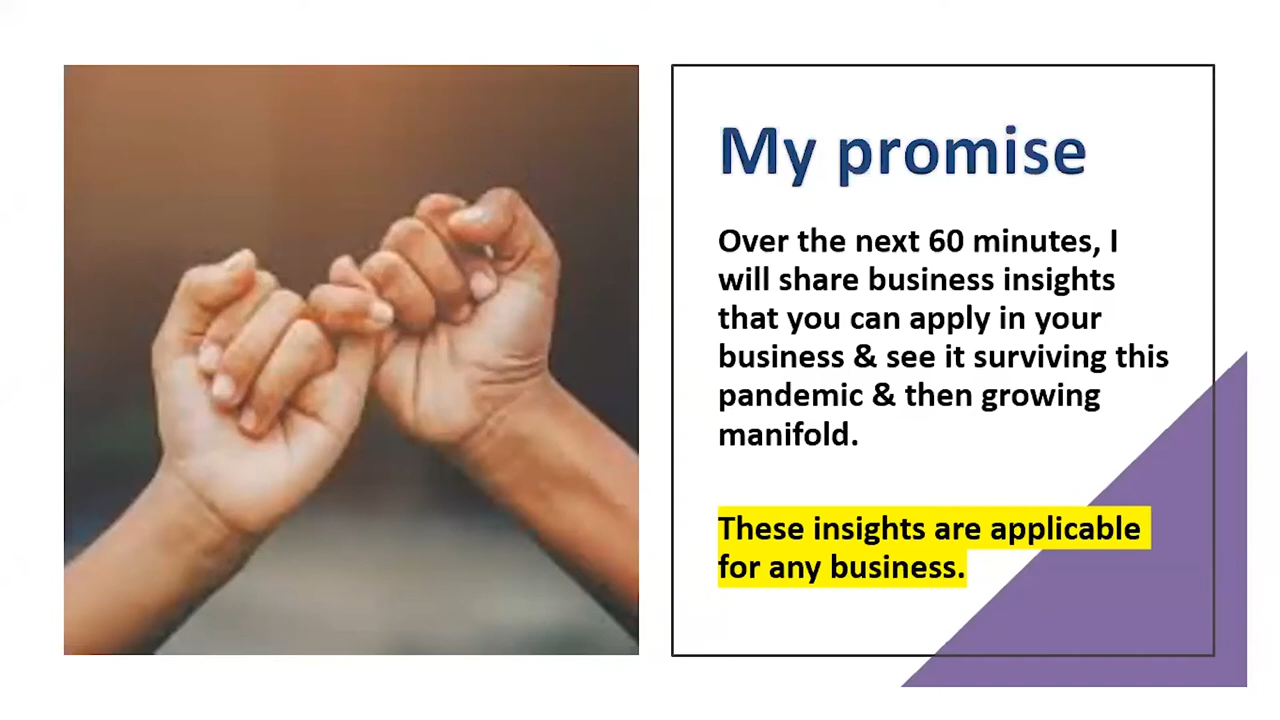 My promise
Over the next 60 minutes, I
will share business insights
that you can apply in your
business & see it surviving this
pandemic & then growing
manifold.
These insights are applicable
for any business.